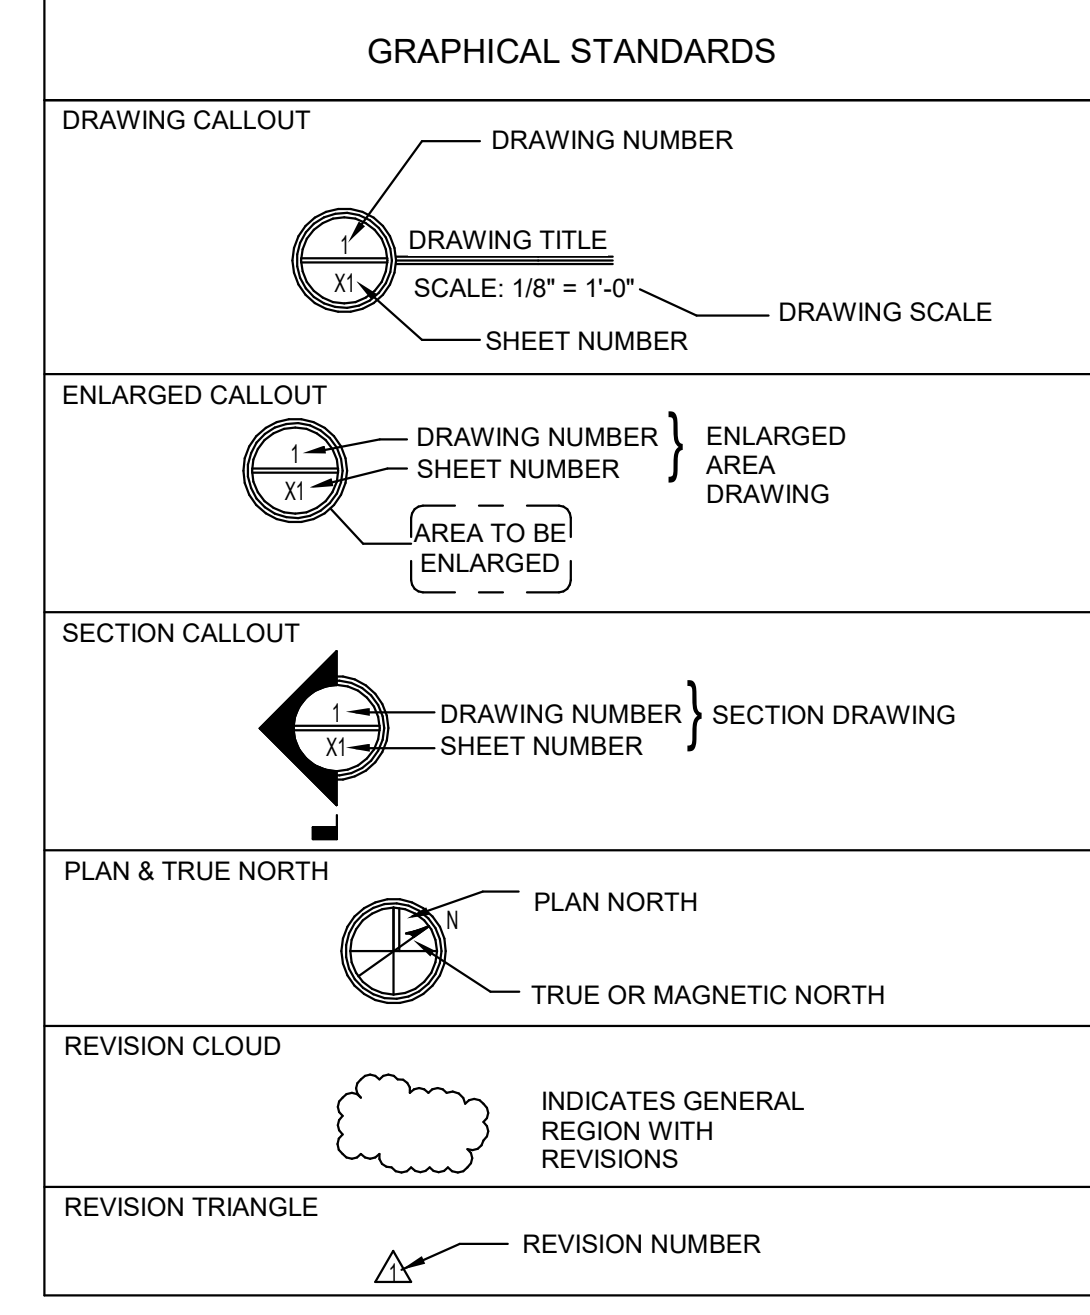 GRAPHICAL STANDARDS
DRAWING CALLOUT
DRAWING NUMBER
1
DRAWING TITLE
X1
SCALE: 1/8" = 1'-0"
DRAWING SCALE
SHEET NUMBER
ENLARGED CALLOUT
1
DRAWING NUMBER
X1
SHEET NUMBER
ENLARGED
AREA
DRAWING
AREA TO BE
ENLARGED
SECTION CALLOUT
1
DRAWING NUMBER
X1
SHEET NUMBER
SECTION DRAWING
PLAN & TRUE NORTH
PLAN NORTH
N
TRUE OR MAGNETIC NORTH
REVISION CLOUD
INDICATES GENERAL
REGION WITH
REVISIONS
REVISION TRIANGLE
REVISION NUMBER
1